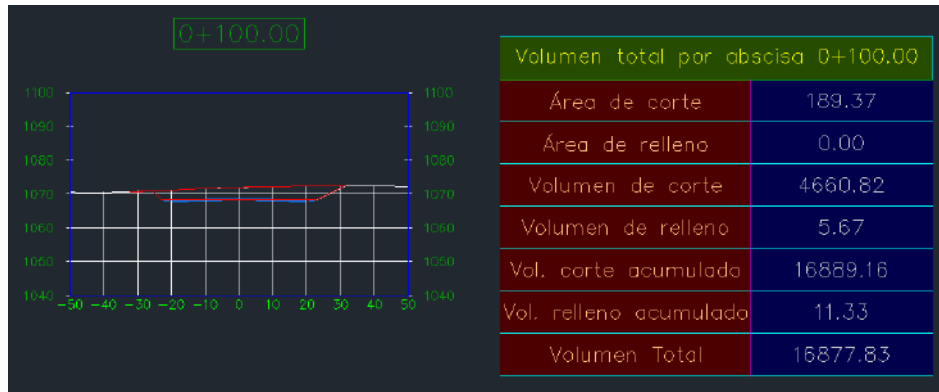 0+100.00
1100 1100
1090 1090
1080 1080
1070 1070
1060 1060
1050 1050
1040 1040
-50 -40 -30 -20 -10 0 10 20 30 40 50
Volumen total por abscisa 0+100.00
Área de corte 189.37
Área de relleno 0.00
Volumen de corte 4660.82
Volumen de relleno 5.67
Vol. corte acumulado 16889.16
Vol. relleno acumulado 11.33
Volumen Total 16877.83